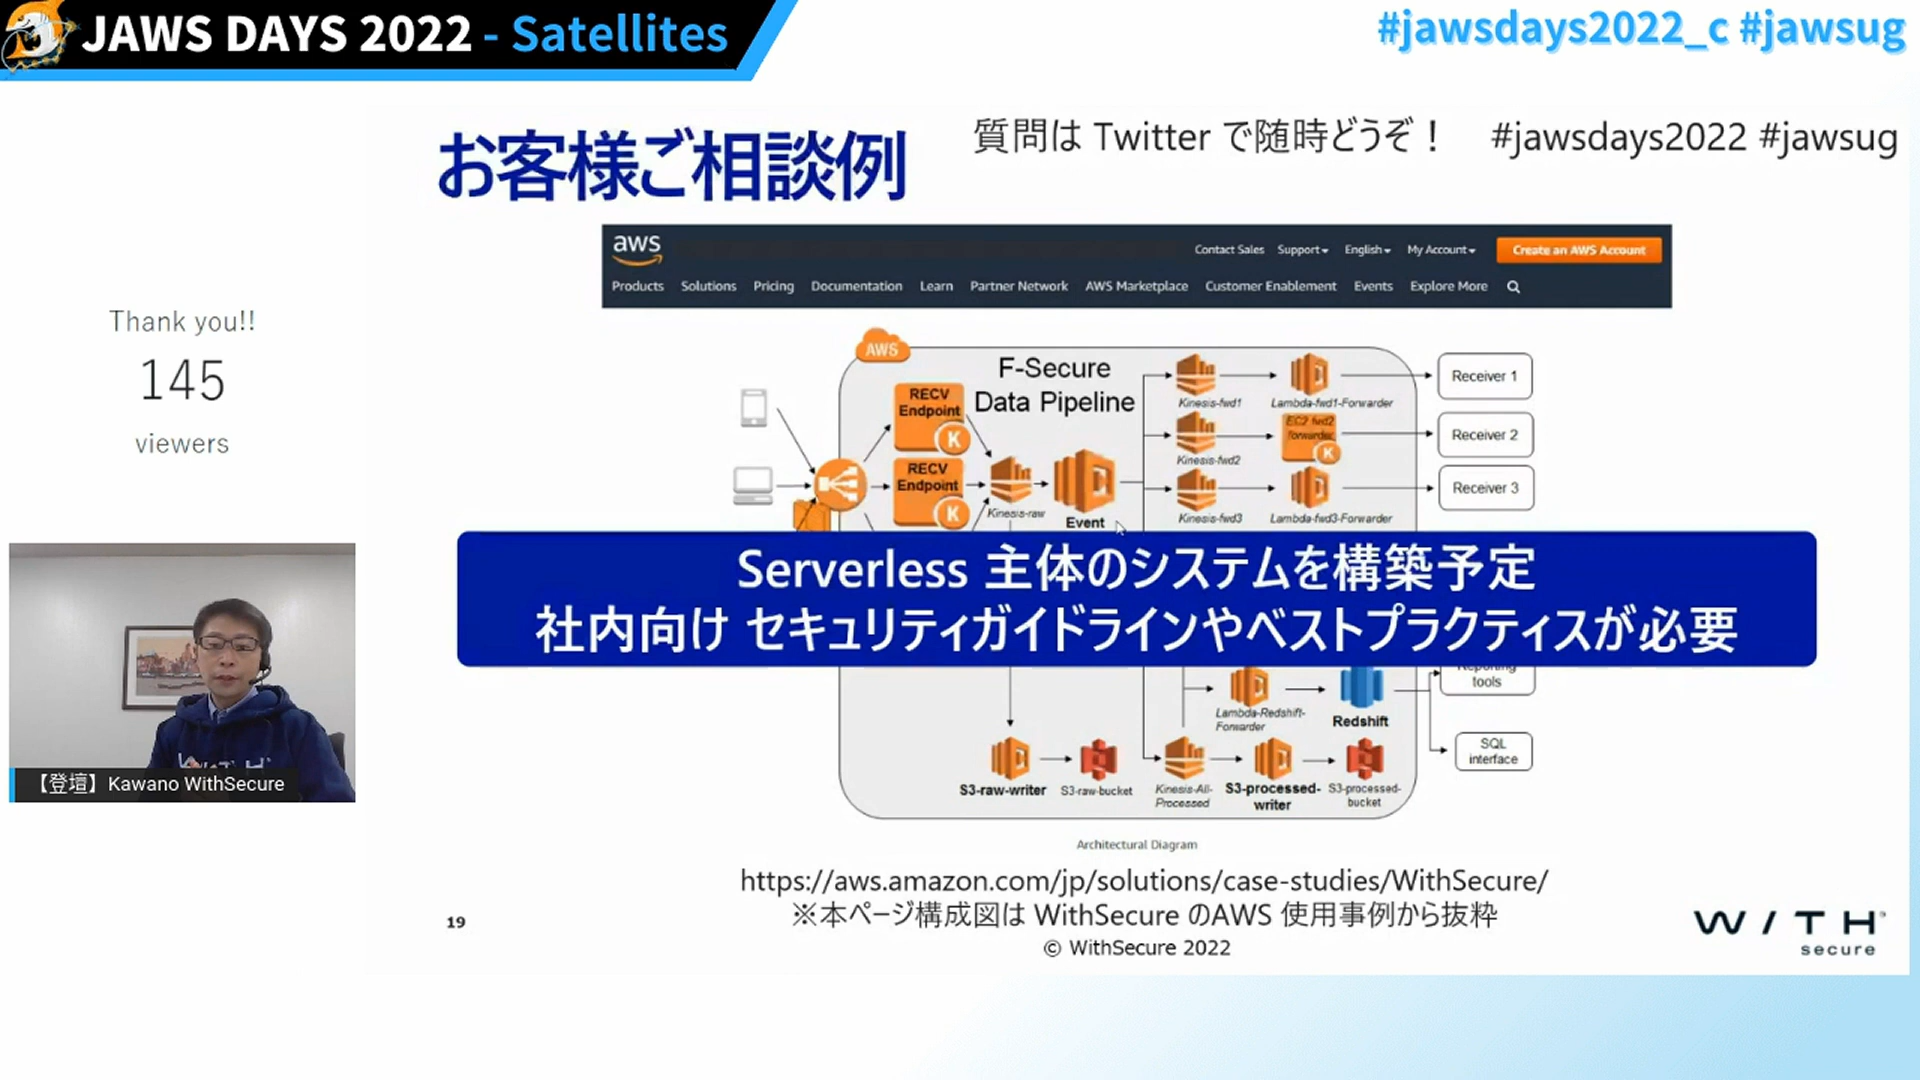 JAWS DAYS 2022 - Satellites
#jawsdays2022_c #jawsug
お客様ご相談例
質問は Twitter で随時どうぞ！ #jawsdays2022 #jawsug
aws
Contact Sales Support English My Account Create an AWS Account
Products Solutions Pricing Documentation Learn Partner Network AWS Marketplace Customer Enablement Events Explore More
Thank you!!
145
viewers
AWS
F-Secure
Data Pipeline
RECV
Endpoint
K
RECV
Endpoint
K
Kinesis-raw
Event
Kinesis-fwd1
Lambda-fwd1-Forwarder
Receiver 1
Kinesis-fwd2
EC2 fwd2
forwarder
K
Receiver 2
Kinesis-fwd3
Lambda-fwd3-Forwarder
Receiver 3
Serverless 主体のシステムを構築予定
社内向け セキュリティガイドラインやベストプラクティスが必要
Reporting
tools
Lambda-Redshift-
Forwarder
Redshift
SQL
interface
S3-raw-writer
S3-raw-bucket
Kinesis-All-
Processed
S3-processed-
writer
S3-processed-
bucket
Architectural Diagram
【登壇】Kawano WithSecure
https://aws.amazon.com/jp/solutions/case-studies/WithSecure/
※本ページ構成図は WithSecure のAWS 使用事例から抜粋
19
© WithSecure 2022
W / T H
secure